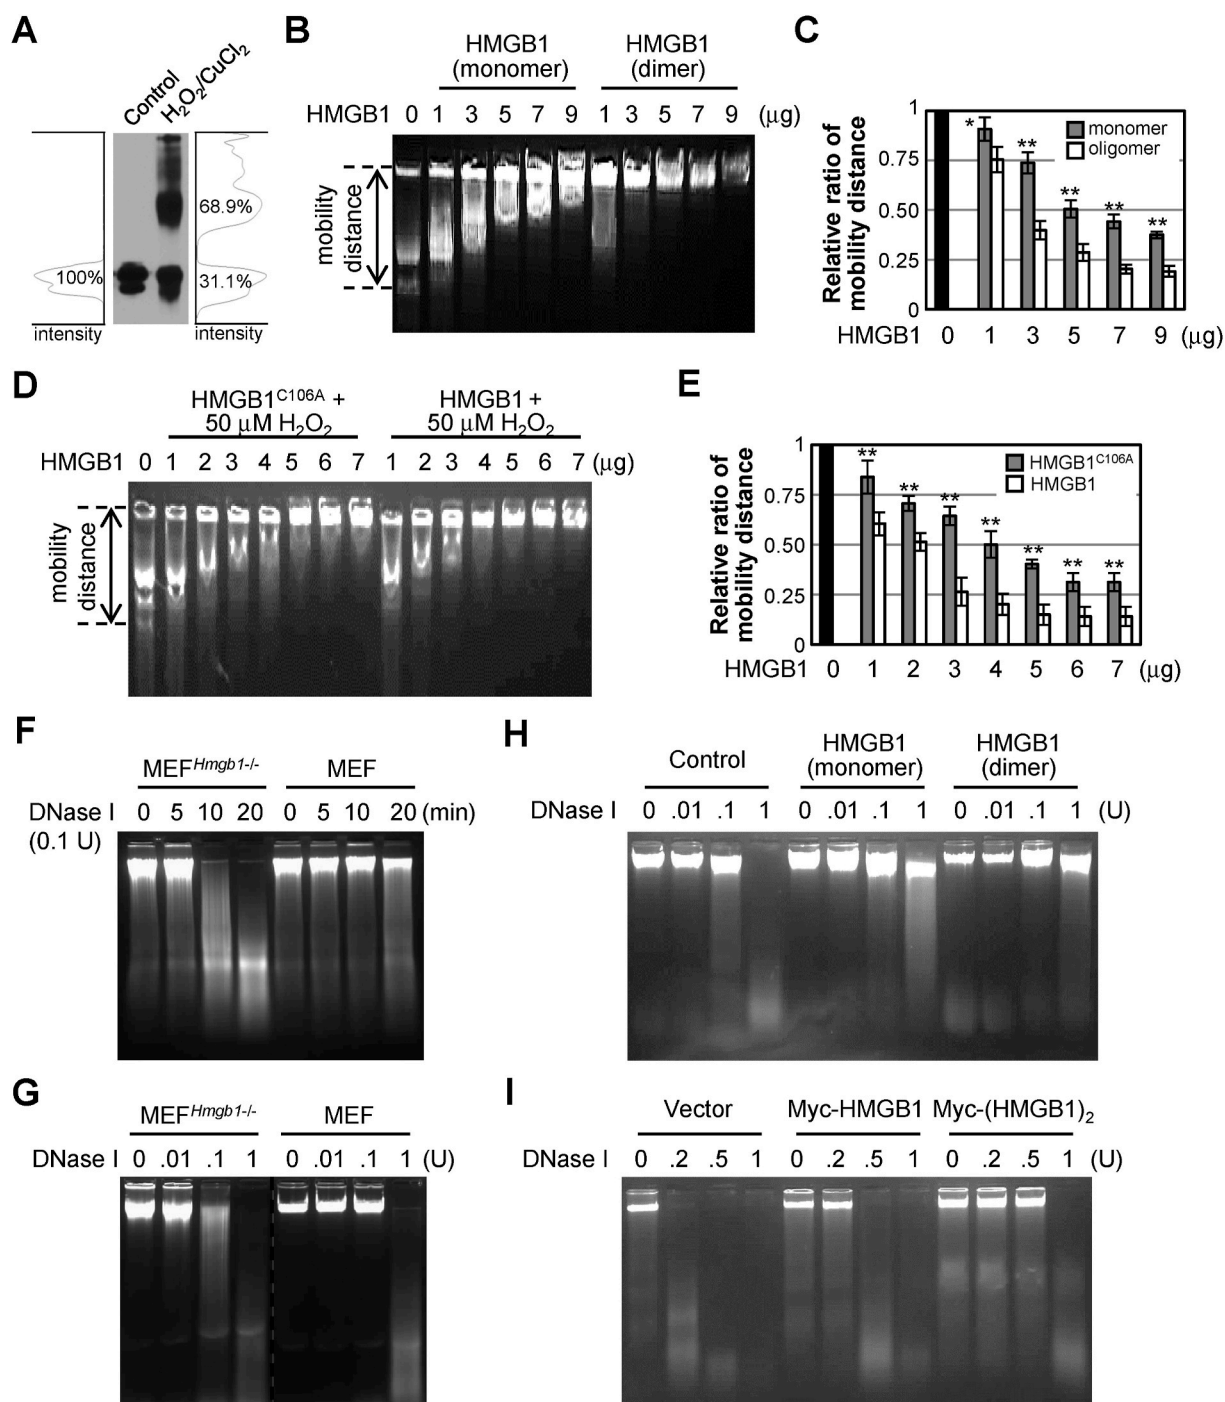 A
Control
H2O2/CuCl2
100%
68.9%
31.1%
intensity
intensity
B
HMGB1 (monomer)
HMGB1 (dimer)
HMGB1 0 1 3 5 7 9 1 3 5 7 9 (μg)
mobility distance
C
Relative ratio of mobility distance
1
0.75
0.50
0.25
0
monomer
oligomer
* ** ** ** **
HMGB1 0 1 3 5 7 9 (μg)
D
HMGB1C106A + 50 μM H2O2
HMGB1 + 50 μM H2O2
HMGB1 0 1 2 3 4 5 6 7 1 2 3 4 5 6 7 (μg)
mobility distance
E
Relative ratio of mobility distance
1
0.75
0.50
0.25
0
HMGB1C106A
HMGB1
** ** ** ** ** ** **
HMGB1 0 1 2 3 4 5 6 7 (μg)
F
MEFHmgb1-/- MEF
DNase I 0 5 10 20 0 5 10 20 (min)
(0.1 U)
G
MEFHmgb1-/- MEF
DNase I 0 .01 .1 1 0 .01 .1 1 (U)
H
Control
HMGB1 (monomer)
HMGB1 (dimer)
DNase I 0 .01 .1 1 0 .01 .1 1 0 .01 .1 1 (U)
I
Vector Myc-HMGB1 Myc-(HMGB1)2
DNase I 0 .2 .5 1 0 .2 .5 1 0 .2 .5 1 (U)